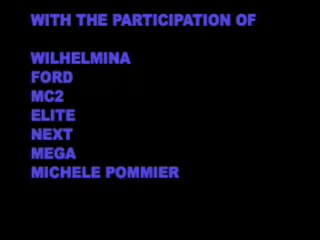 WITH THE PARTICIPATION OF
WILHELMINA
FORD
MC2
ELITE
NEXT
MEGA
MICHELE POMMIER